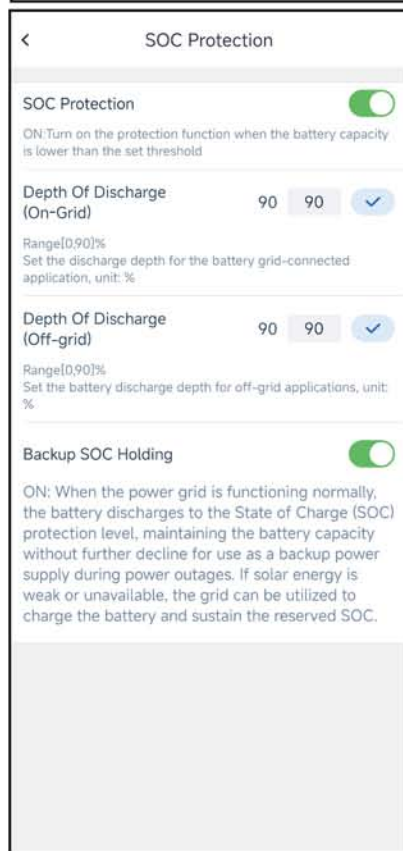 SOC Protection
SOC Protection
ON:Turn on the protection function when the battery capacity
is lower than the set threshold
Depth Of Discharge
(On-Grid)
90 90
Range[0,90]%
Set the discharge depth for the battery grid-connected
application, unit: %
Depth Of Discharge
(Off-grid)
90 90
Range[0,90]%
Set the battery discharge depth for off-grid applications, unit:
%
Backup SOC Holding
ON: When the power grid is functioning normally,
the battery discharges to the State of Charge (SOC)
protection level, maintaining the battery capacity
without further decline for use as a backup power
supply during power outages. If solar energy is
weak or unavailable, the grid can be utilized to
charge the battery and sustain the reserved SOC.